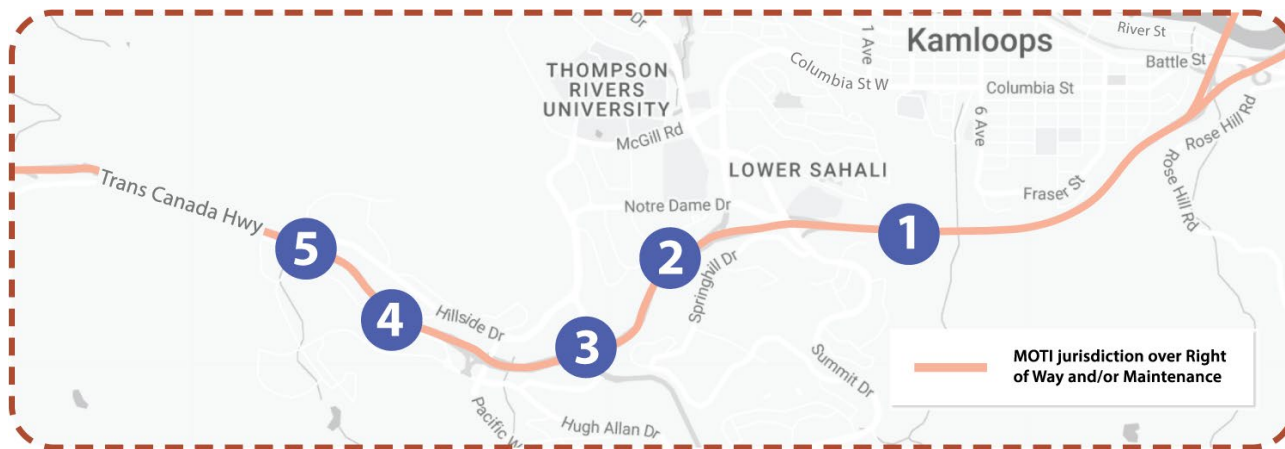 Dr
1 Ave
Kamloops
River St
Battle St
THOMPSON
RIVERS
UNIVERSITY
Columbia St W
Columbia St
6 Ave
McGill Rd
Rose Hill Rd
Rose Hill Rd
LOWER SAHALI
Trans Canada Hwy
Notre Dame Dr
Fraser St
1
2
5
Springhill Dr
4
Hillside Dr
3
Summit Dr
MOTI jurisdiction over Right
of Way and/or Maintenance
Pacific W
Hugh Allan Dr